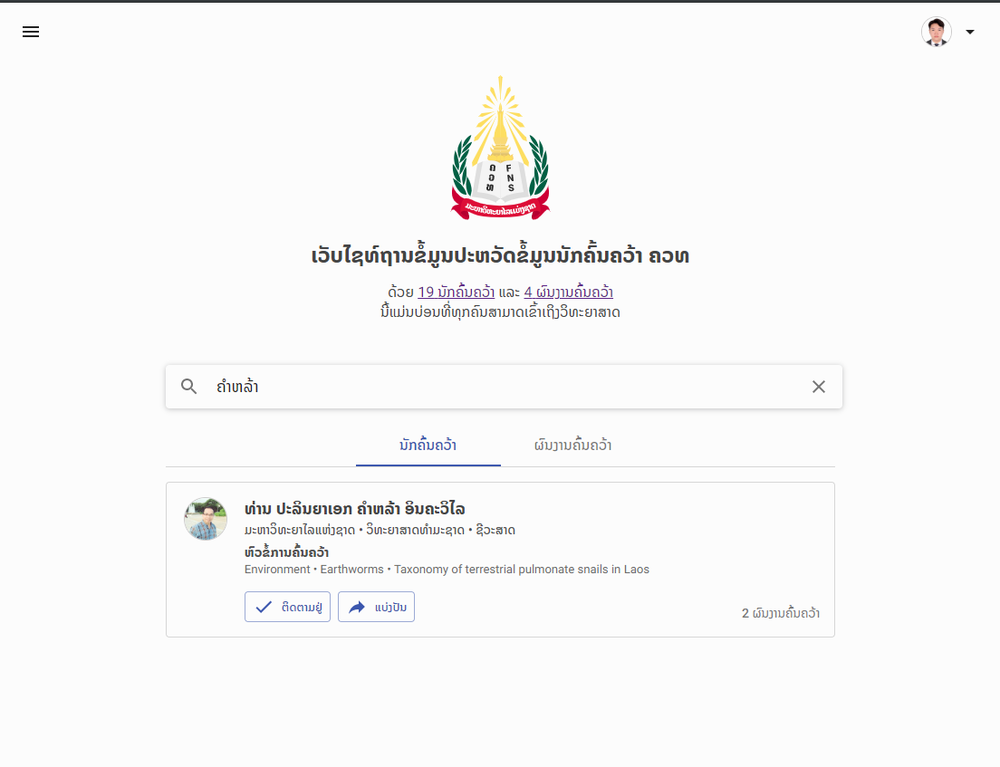 ຄ F
ວ N
ທ S
ມະຫາວິທະຍາໄລແຫ່ງຊາດ
ເວັບໄຊທ໌ຖານຂໍ້ມູນປະຫວັດຂໍ້ມູນນັກຄົ້ນຄວ້າ ຄວທ
ດ້ວຍ 19 ນັກຄົ້ນຄວ້າ ແລະ 4 ຜົນງານຄົ້ນຄວ້າ
ນີ້ແມ່ນບ່ອນທີ່ທຸກຄົນສາມາດເຂົ້າເຖິງວິທະຍາສາດ
ຄຳຫລ້າ
ນັກຄົ້ນຄວ້າ ຜົນງານຄົ້ນຄວ້າ
ທ່ານ ປະລິນຍາເອກ ຄຳຫລ້າ ອິນຄະວິໄລ
ມະຫາວິທະຍາໄລແຫ່ງຊາດ • ວິທະຍາສາດທຳມະຊາດ • ຊີວະສາດ
ຫົວຂໍ້ການຄົ້ນຄວ້າ
Environment • Earthworms • Taxonomy of terrestrial pulmonate snails in Laos
ຕິດຕາມຢູ່ ແບ່ງປັນ
2 ຜົນງານຄົ້ນຄວ້າ